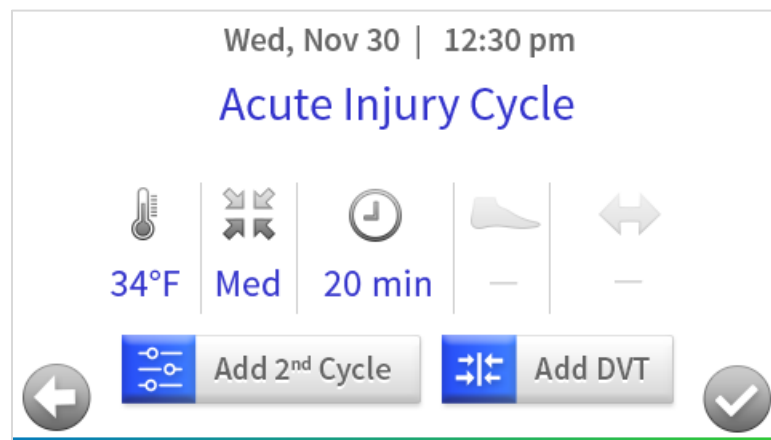 Wed, Nov 30 | 12:30 pm
Acute Injury Cycle
34°F Med 20 min – –
Add 2nd Cycle Add DVT